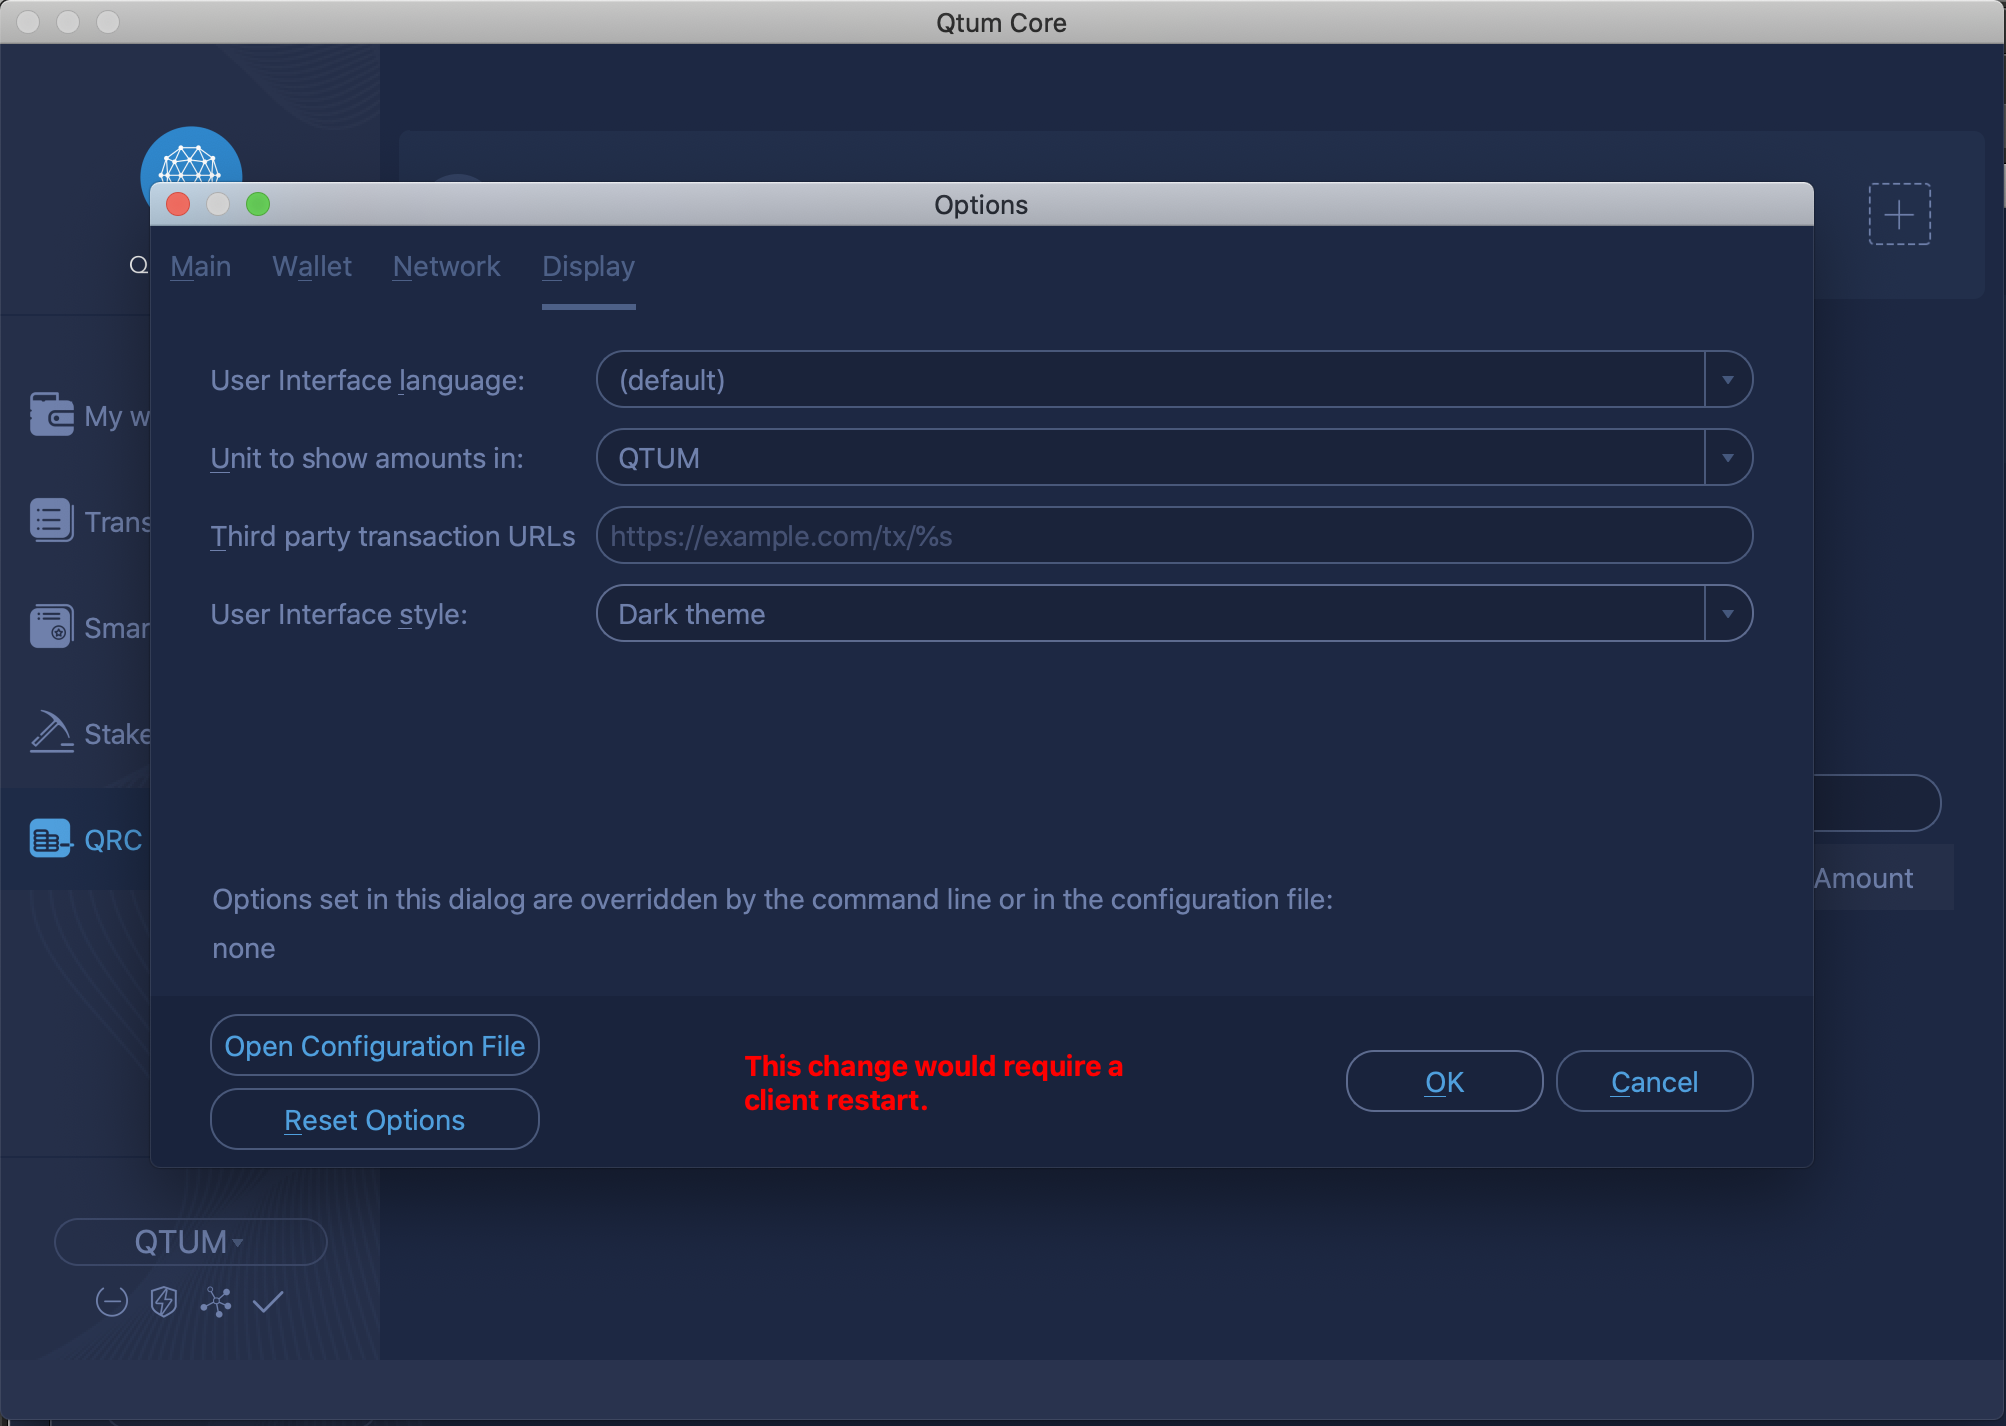 Qtum Core
Options
Q
Main Wallet Network Display
User Interface language: (default)
My w
Unit to show amounts in: QTUM
Trans
Third party transaction URLs https://example.com/tx/%s
User Interface style: Dark theme
Smar
Stake
QRC
Amount
Options set in this dialog are overridden by the command line or in the configuration file:
none
Open Configuration File
This change would require a
client restart.
OK Cancel
Reset Options
QTUM